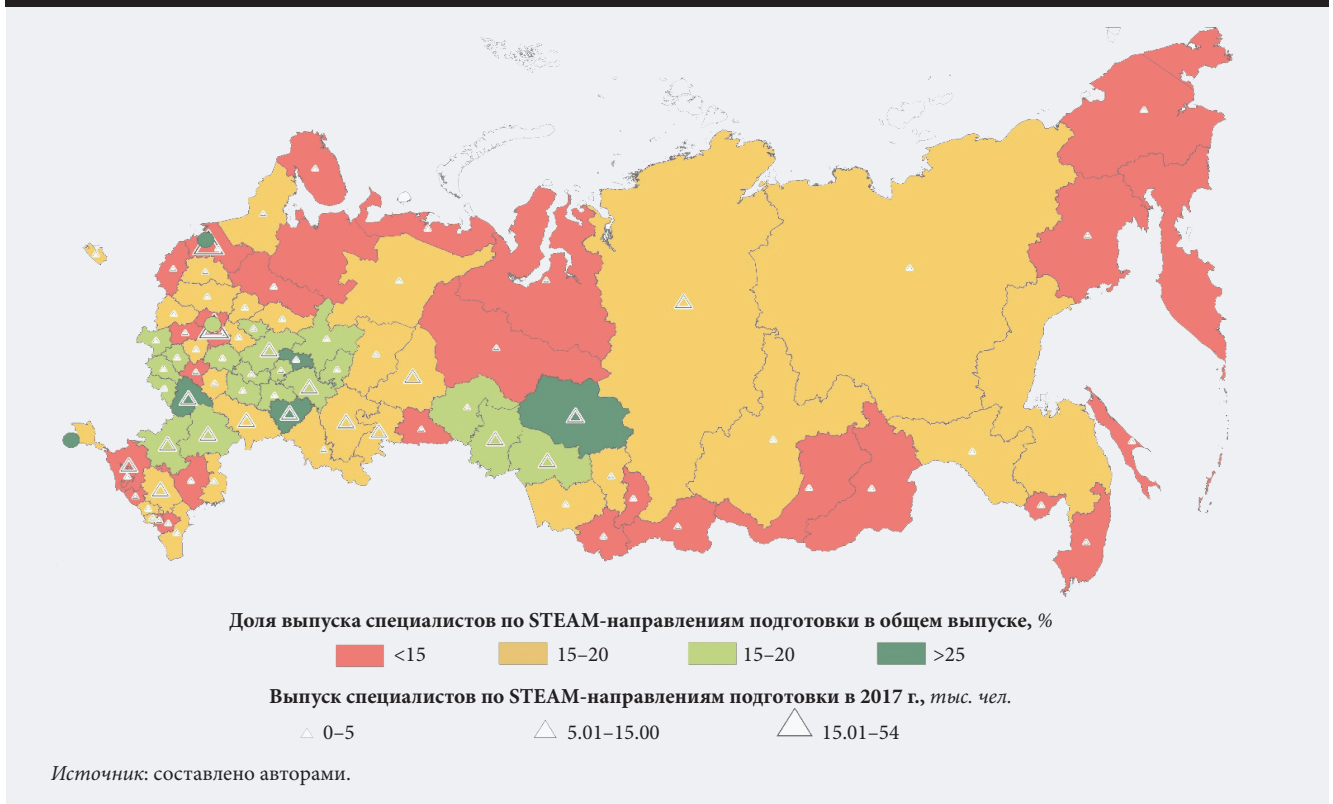 Доля выпуска специалистов по STEAM-направлениям подготовки в общем выпуске, %
<15 15–20 15–20 >25
Выпуск специалистов по STEAM-направлениям подготовки в 2017 г., тыс. чел.
0–5 5.01–15.00 15.01–54
Источник: составлено авторами.